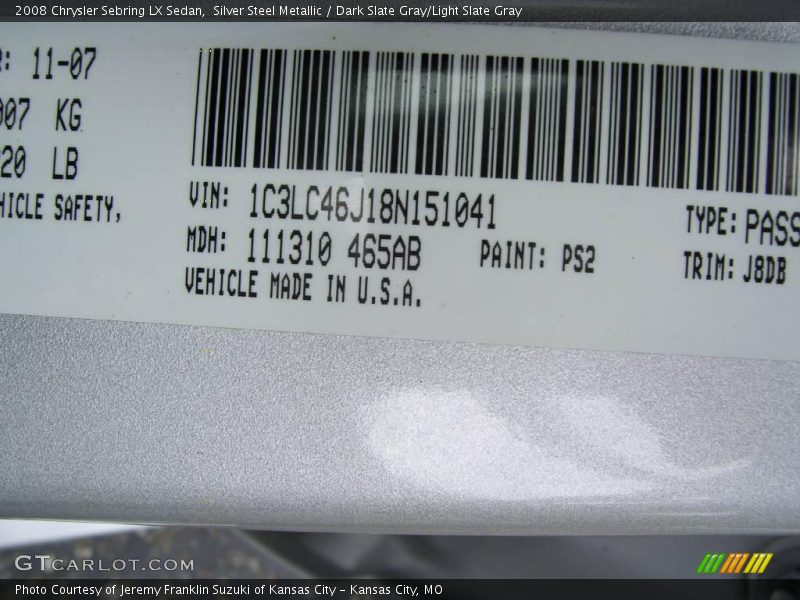 2008 Chrysler Sebring LX Sedan, Silver Steel Metallic / Dark Slate Gray/Light Slate Gray
11-07
KG
20 LB
SAFETY,
VIN: 1C3LC46J18N151041
TYPE: PASS
MDH: 111310 465AB
PAINT: PS2
TRIM: J8DB
VEHICLE MADE IN U.S.A.
GTCARLOT.COM
Photo Courtesy of Jeremy Franklin Suzuki of Kansas City – Kansas City, MO